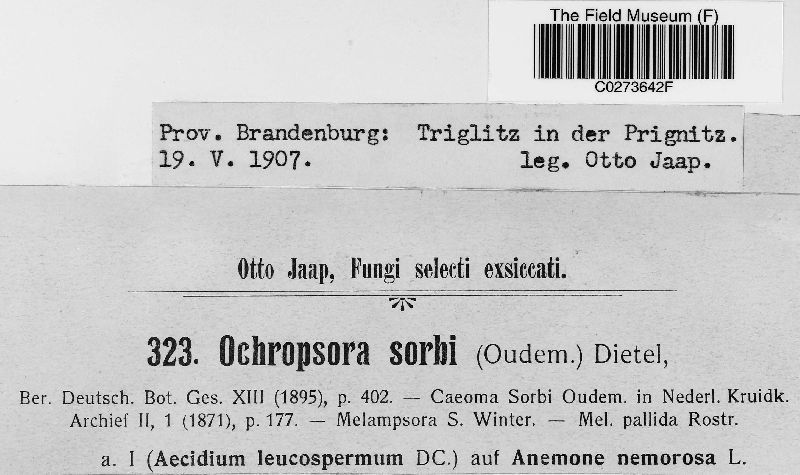 The Field Museum (F)
C0273642F
Prov. Brandenburg: Triglitz in der Prignitz.
19. V. 1907. leg. Otto Jaap.
Otto Jaap, Fungi selecti exsiccati.
323. Ochropsora sorbi (Oudem.) Dietel,
Ber. Deutsch. Bot. Ges. XIII (1895), p. 402. — Caeoma Sorbi Oudem. in Nederl. Kruidk.
Archief II, 1 (1871), p. 177. — Melampsora S. Winter. — Mel. pallida Rostr.
a. I (Aecidium leucospermum DC.) auf Anemone nemorosa L.